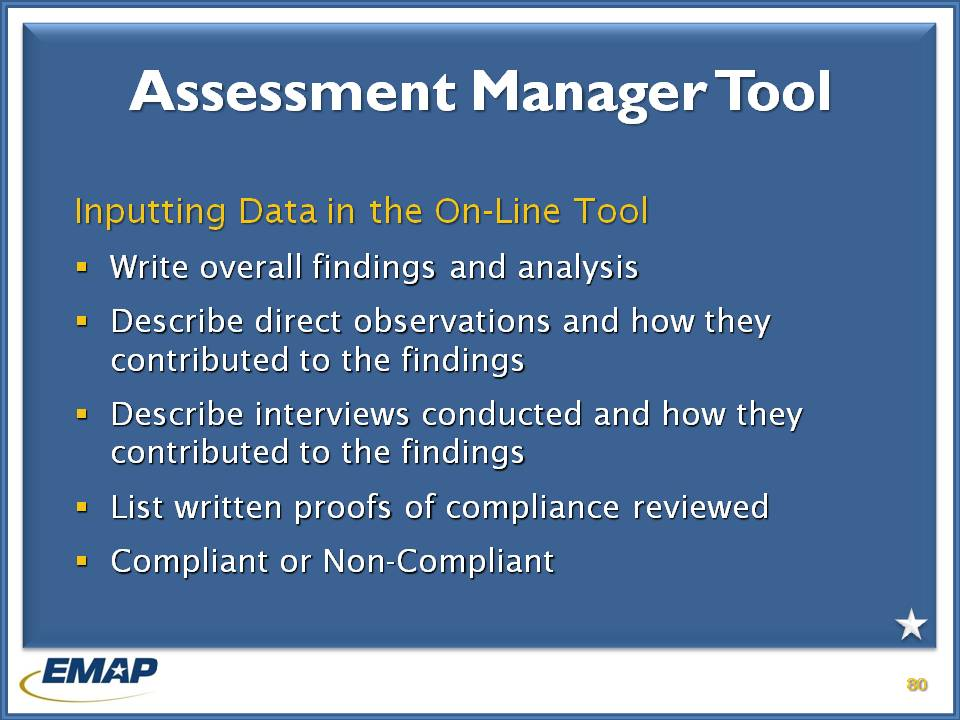 Assessment Manager Tool
Inputting Data in the On-Line Tool
▪ Write overall findings and analysis
▪ Describe direct observations and how they
contributed to the findings
▪ Describe interviews conducted and how they
contributed to the findings
▪ List written proofs of compliance reviewed
▪ Compliant or Non-Compliant
EMAP
80